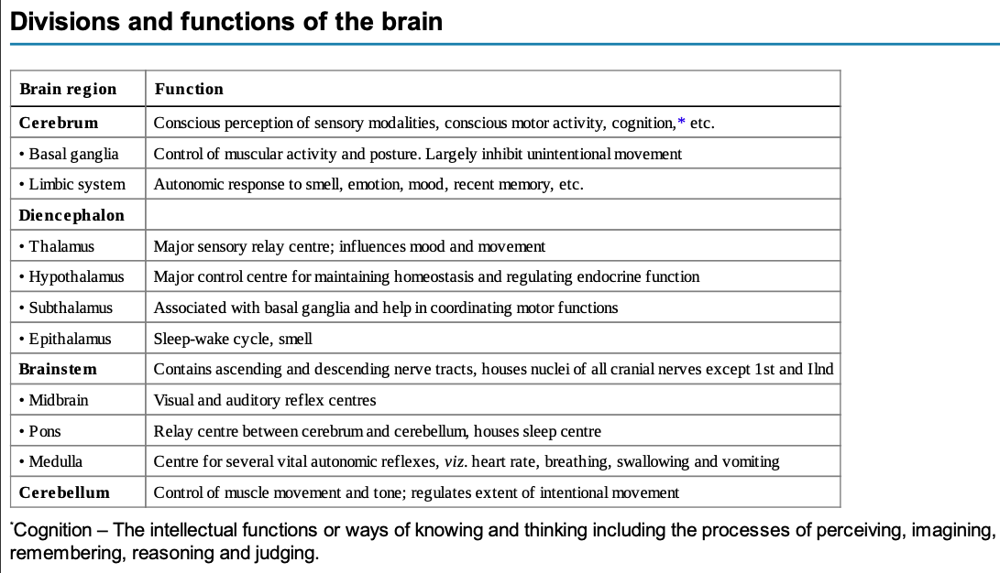 Divisions and functions of the brain
Brain region Function
Cerebrum Conscious perception of sensory modalities, conscious motor activity, cognition,* etc.
• Basal ganglia Control of muscular activity and posture. Largely inhibit unintentional movement
• Limbic system Autonomic response to smell, emotion, mood, recent memory, etc.
Diencephalon
• Thalamus Major sensory relay centre; influences mood and movement
• Hypothalamus Major control centre for maintaining homeostasis and regulating endocrine function
• Subthalamus Associated with basal ganglia and help in coordinating motor functions
• Epithalamus Sleep-wake cycle, smell
Brainstem Contains ascending and descending nerve tracts, houses nuclei of all cranial nerves except 1st and IInd
• Midbrain Visual and auditory reflex centres
• Pons Relay centre between cerebrum and cerebellum, houses sleep centre
• Medulla Centre for several vital autonomic reflexes, viz. heart rate, breathing, swallowing and vomiting
Cerebellum Control of muscle movement and tone; regulates extent of intentional movement
*Cognition – The intellectual functions or ways of knowing and thinking including the processes of perceiving, imagining,
remembering, reasoning and judging.